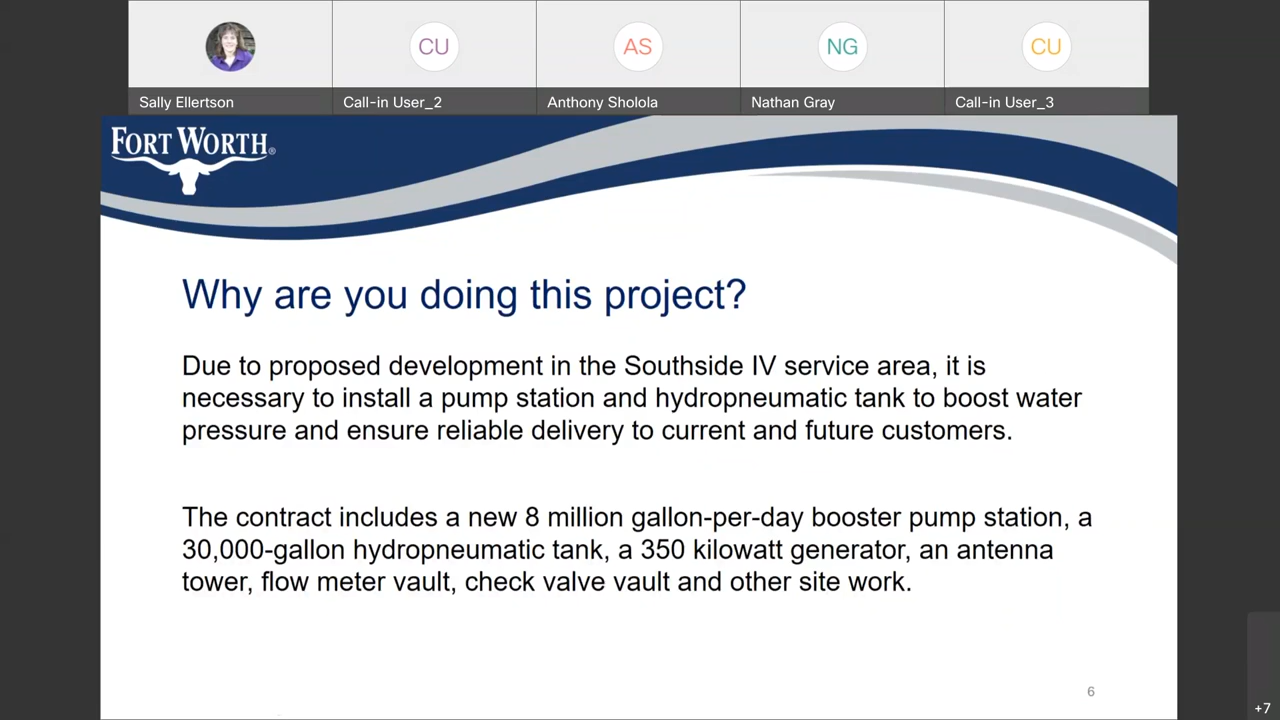 CU
AS
NG
CU
Sally Ellertson
Call-in User_2
Anthony Sholola
Nathan Gray
Call-in User_3
FORT WORTH®
Why are you doing this project?
Due to proposed development in the Southside IV service area, it is
necessary to install a pump station and hydropneumatic tank to boost water
pressure and ensure reliable delivery to current and future customers.
The contract includes a new 8 million gallon-per-day booster pump station, a
30,000-gallon hydropneumatic tank, a 350 kilowatt generator, an antenna
tower, flow meter vault, check valve vault and other site work.
6
+7